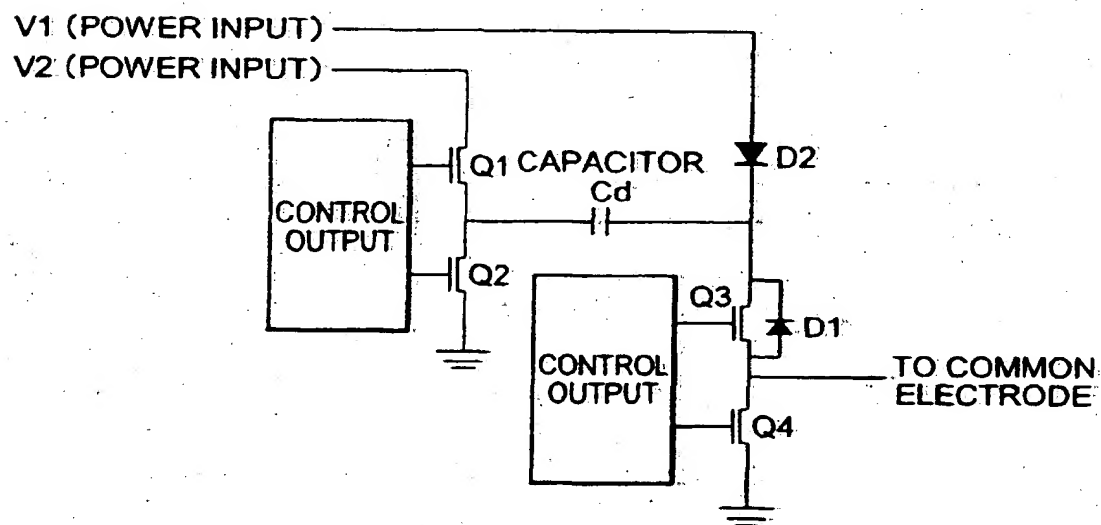 V1 (POWER INPUT)
V2 (POWER INPUT)
Q1 CAPACITOR
Cd
D2
CONTROL
OUTPUT
Q2
Q3
D1
CONTROL
OUTPUT
TO COMMON
ELECTRODE
Q4